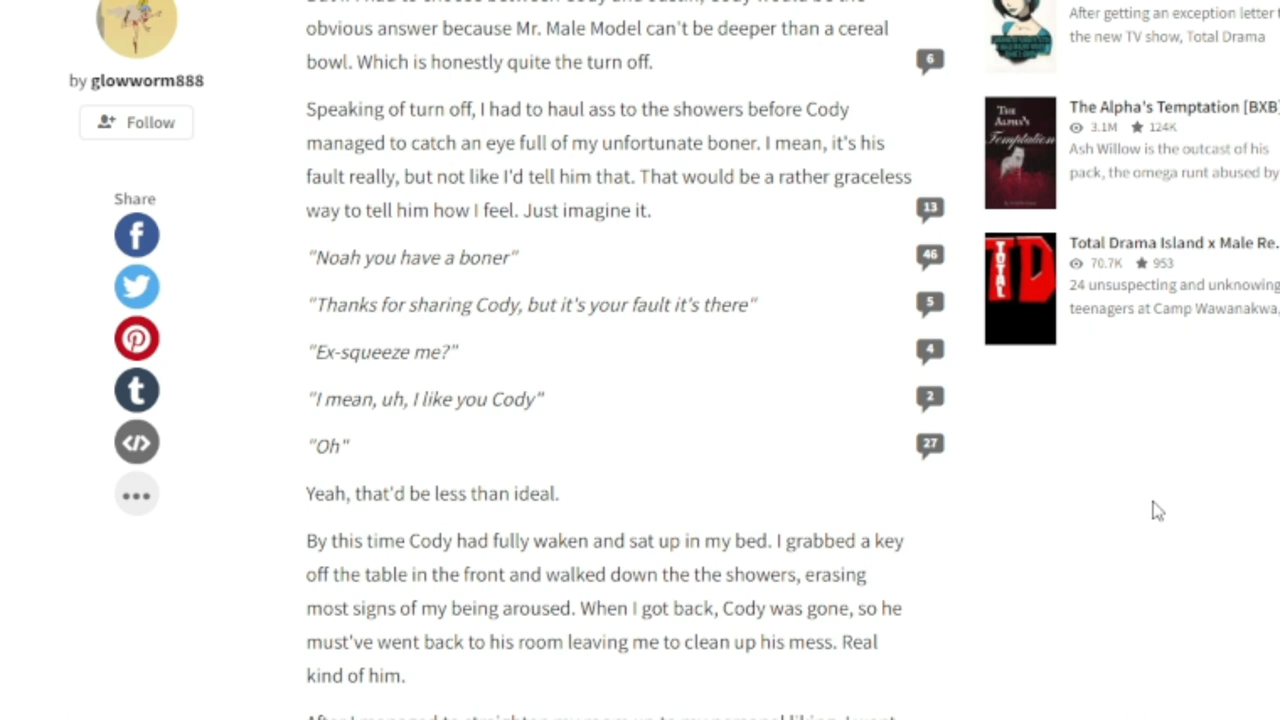 obvious answer because Mr. Male Model can't be deeper than a cereal
bowl. Which is honestly quite the turn off.
6
by glowworm888
Follow
Speaking of turn off, I had to haul ass to the showers before Cody
managed to catch an eye full of my unfortunate boner. I mean, it's his
fault really, but not like I'd tell him that. That would be a rather graceless
way to tell him how I feel. Just imagine it.
13
Share
"Noah you have a boner"
46
"Thanks for sharing Cody, but it's your fault it's there"
5
"Ex-squeeze me?"
4
"I mean, uh, I like you Cody"
2
"Oh"
27
Yeah, that'd be less than ideal.
By this time Cody had fully waken and sat up in my bed. I grabbed a key
off the table in the front and walked down the the showers, erasing
most signs of my being aroused. When I got back, Cody was gone, so he
must've went back to his room leaving me to clean up his mess. Real
kind of him.
After getting an exception letter
the new TV show, Total Drama
The
Alpha's
Temptation
The Alpha's Temptation [BXB]
3.1M 124K
Ash Willow is the outcast of his
pack, the omega runt abused by
TOTAL
TD
Total Drama Island x Male Re.
70.7K 953
24 unsuspecting and unknowing
teenagers at Camp Wawanakwa,